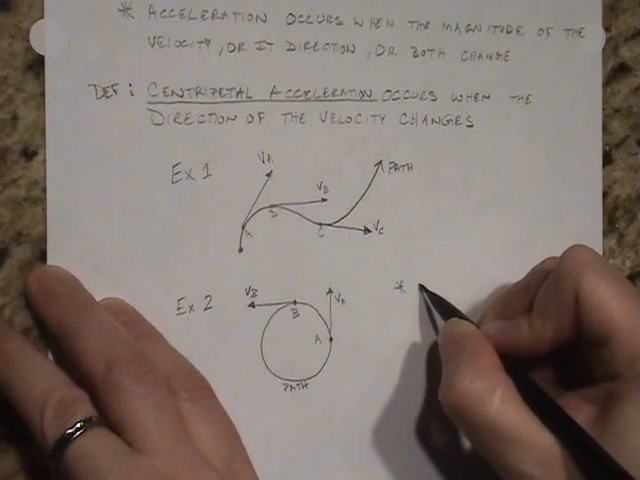 * ACCELERATION OCCURS WHEN THE MAGNITUDE OF THE
VELOCITY, OR IT DIRECTION, OR BOTH CHANGE
DEF: CENTRIPETAL ACCELERATION OCCURS WHEN THE
DIRECTION OF THE VELOCITY CHANGES
Ex 1
VA
VB
PATH
A
B
C
VC
Ex 2
VB
VA
B
A
PATH
*